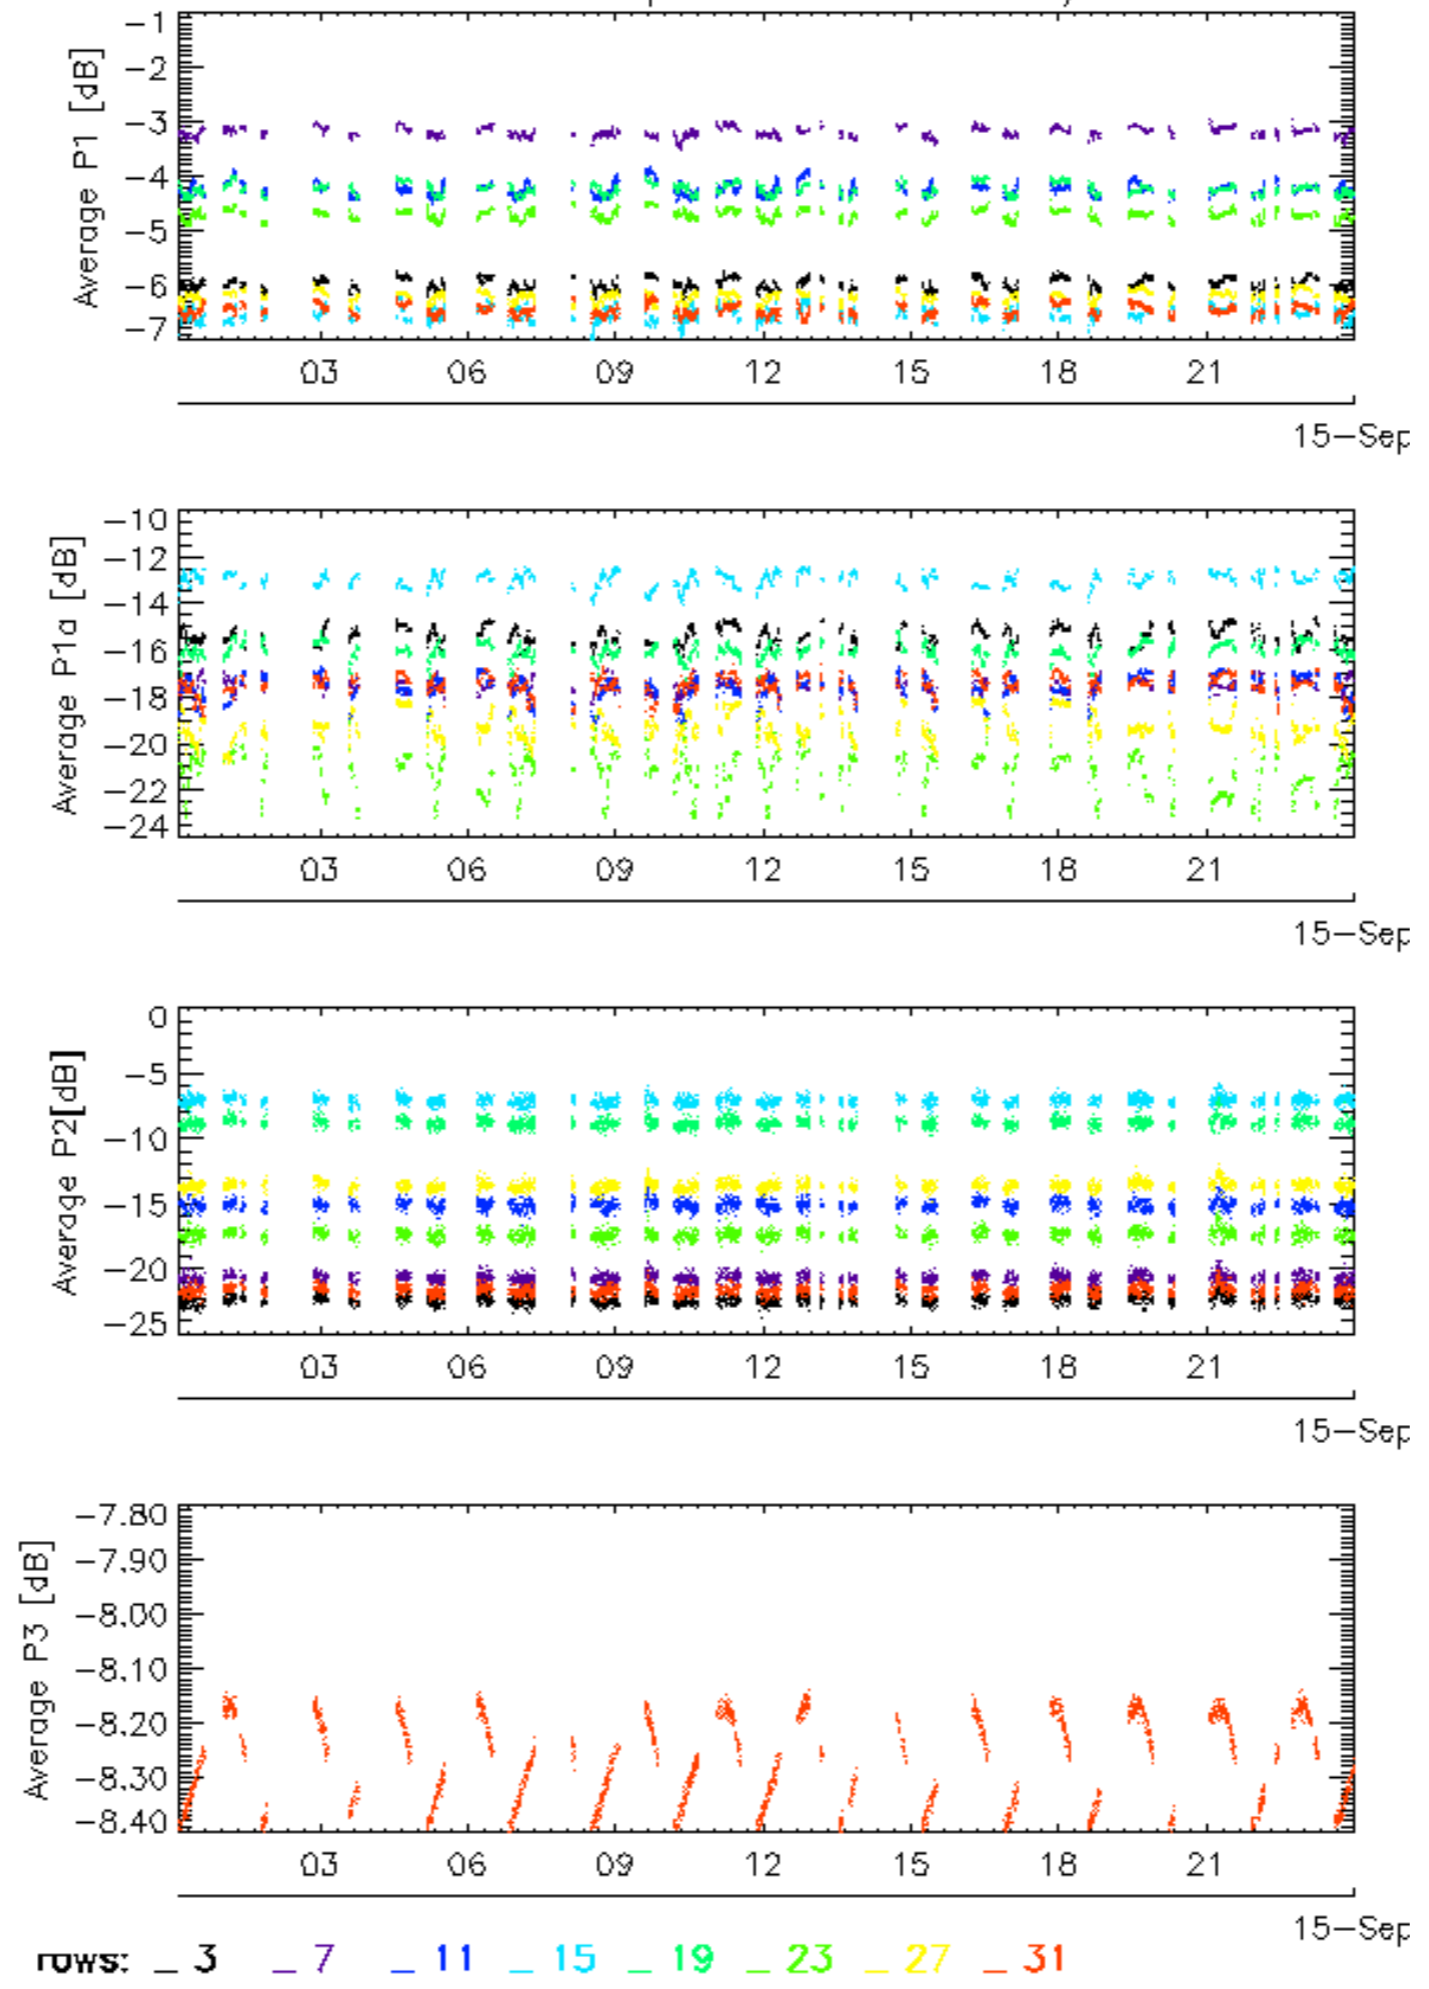 Average P1 [dB]
-1
-2
-3
-4
-5
-6
-7
03 06 09 12 15 18 21
15-Sep
Average P1a [dB]
-10
-12
-14
-16
-18
-20
-22
-24
03 06 09 12 15 18 21
15-Sep
Average P2[dB]
0
-5
-10
-15
-20
-25
03 06 09 12 15 18 21
15-Sep
Average P3 [dB]
-7.80
-7.90
-8.00
-8.10
-8.20
-8.30
-8.40
03 06 09 12 15 18 21
15-Sep
rows: _ 3 _ 7 _ 11 _ 15 _ 19 _ 23 _ 27 _ 31